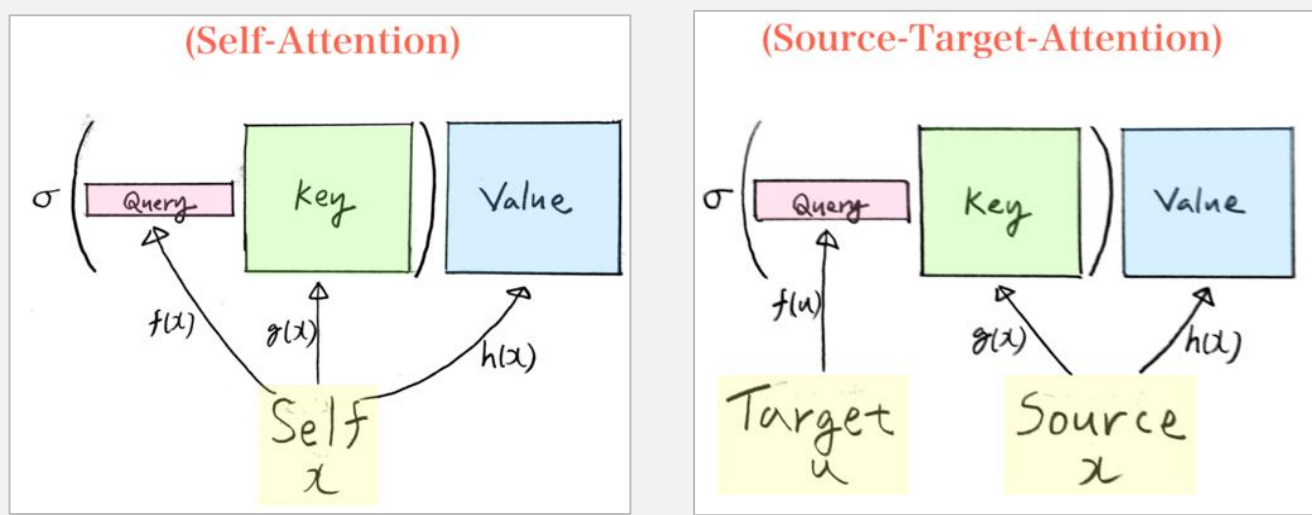 (Self-Attention)
σ ( Query Key ) Value
f(x) g(x) h(x)
Self
x
(Source-Target-Attention)
σ ( Query Key ) Value
f(u) g(x) h(x)
Target
u
Source
x